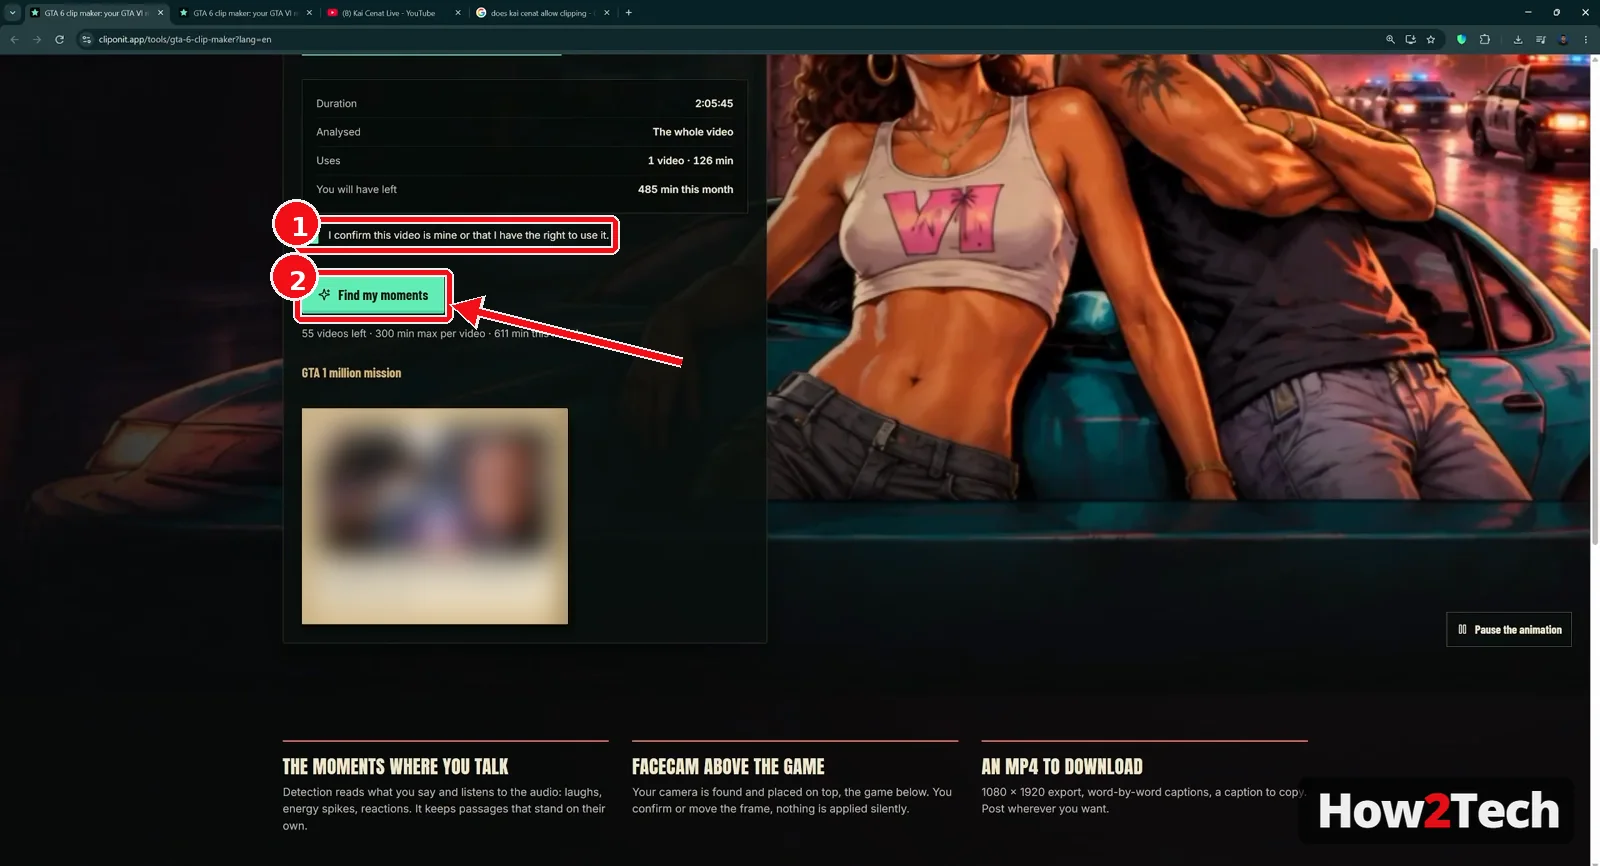 GTA 6 clip maker: your GTA VI m
GTA 6 clip maker: your GTA VI m
(8) Kai Cenat Live - YouTube
does kai cenat allow clipping -
cliponit.app/tools/gta-6-clip-maker?lang=en
Duration 2:05:45
Analysed The whole video
Uses 1 video · 126 min
You will have left 485 min this month
1
I confirm this video is mine or that I have the right to use it.
2
Find my moments
55 videos left · 300 min max per video · 611 min this
GTA 1 million mission
VI
Pause the animation
THE MOMENTS WHERE YOU TALK
Detection reads what you say and listens to the audio: laughs,
energy spikes, reactions. It keeps passages that stand on their
own.
FACECAM ABOVE THE GAME
Your camera is found and placed on top, the game below. You
confirm or move the frame, nothing is applied silently.
AN MP4 TO DOWNLOAD
1080 × 1920 export, word-by-word captions, a caption to copy.
Post wherever you want.
How2Tech